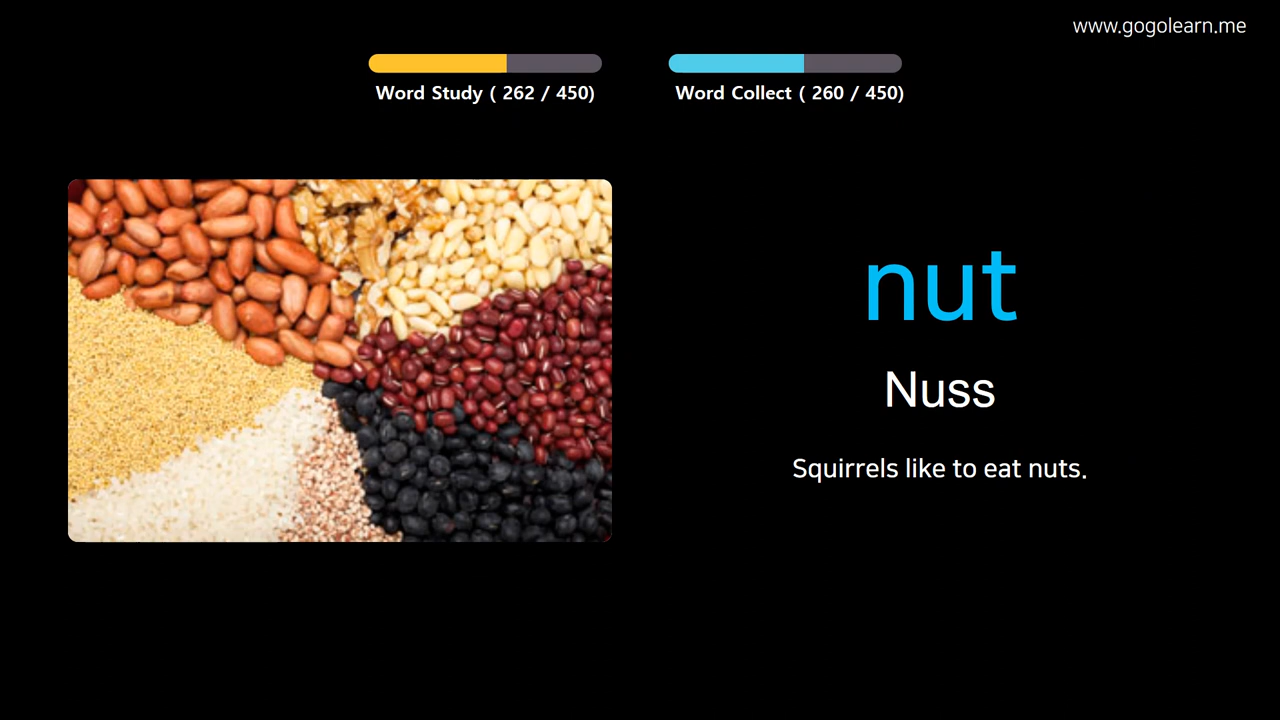 www.gogolearn.me
Word Study ( 262 / 450)
Word Collect ( 260 / 450)
nut
Nuss
Squirrels like to eat nuts.